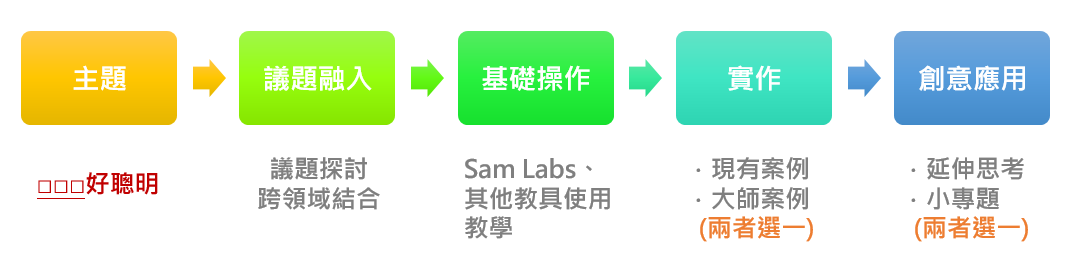 主題
議題融入
基礎操作
實作
創意應用
□□□好聰明
議題探討
跨領域結合
Sam Labs、
其他教具使用
教學
· 現有案例
· 大師案例
(兩者選一)
· 延伸思考
· 小專題
(兩者選一)